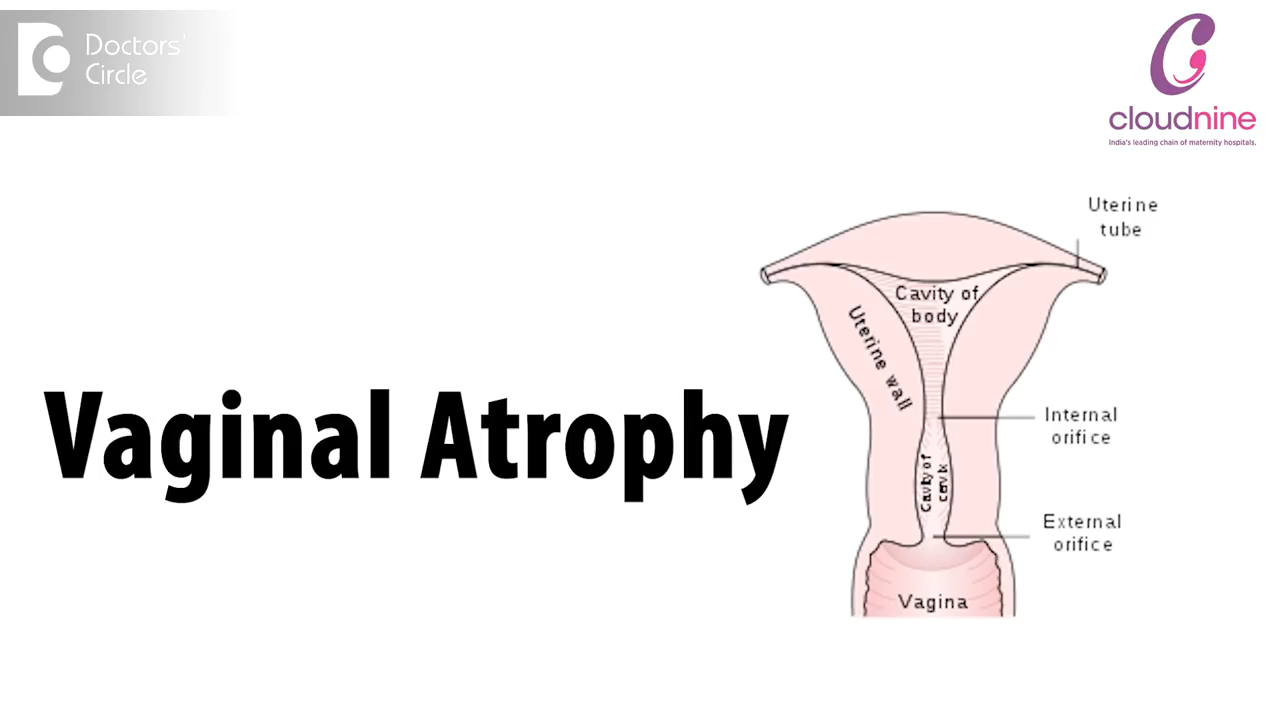 Doctors'
Circle
cloudnine
India's leading chain of maternity hospitals.
Uterine
tube
Cavity of
body
Uterine wall
Vaginal Atrophy
Internal
orifice
Cavity of
cervix
External
orifice
Vagina